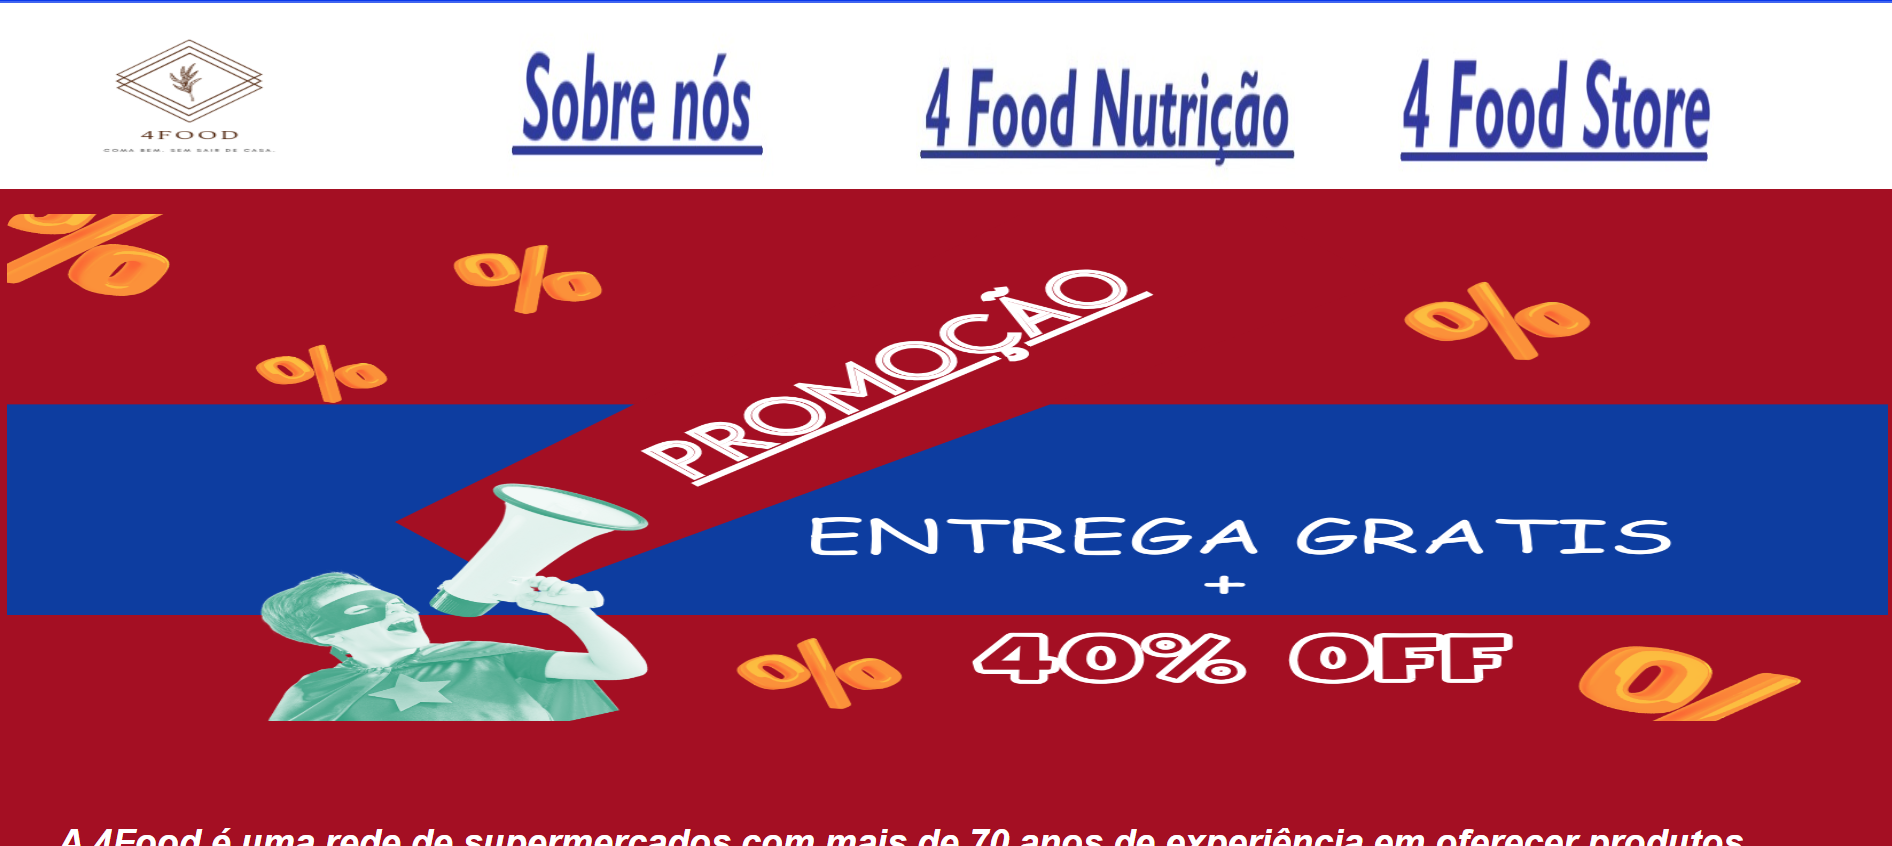 4FOOD
COMA BEM. SEM SAIR DE CASA.
Sobre nós
4 Food Nutrição
4 Food Store
PROMOÇÃO
ENTREGA GRATIS
+
40% OFF
A 4Food é uma rede de supermercados com mais de 70 anos de experiência em oferecer produtos